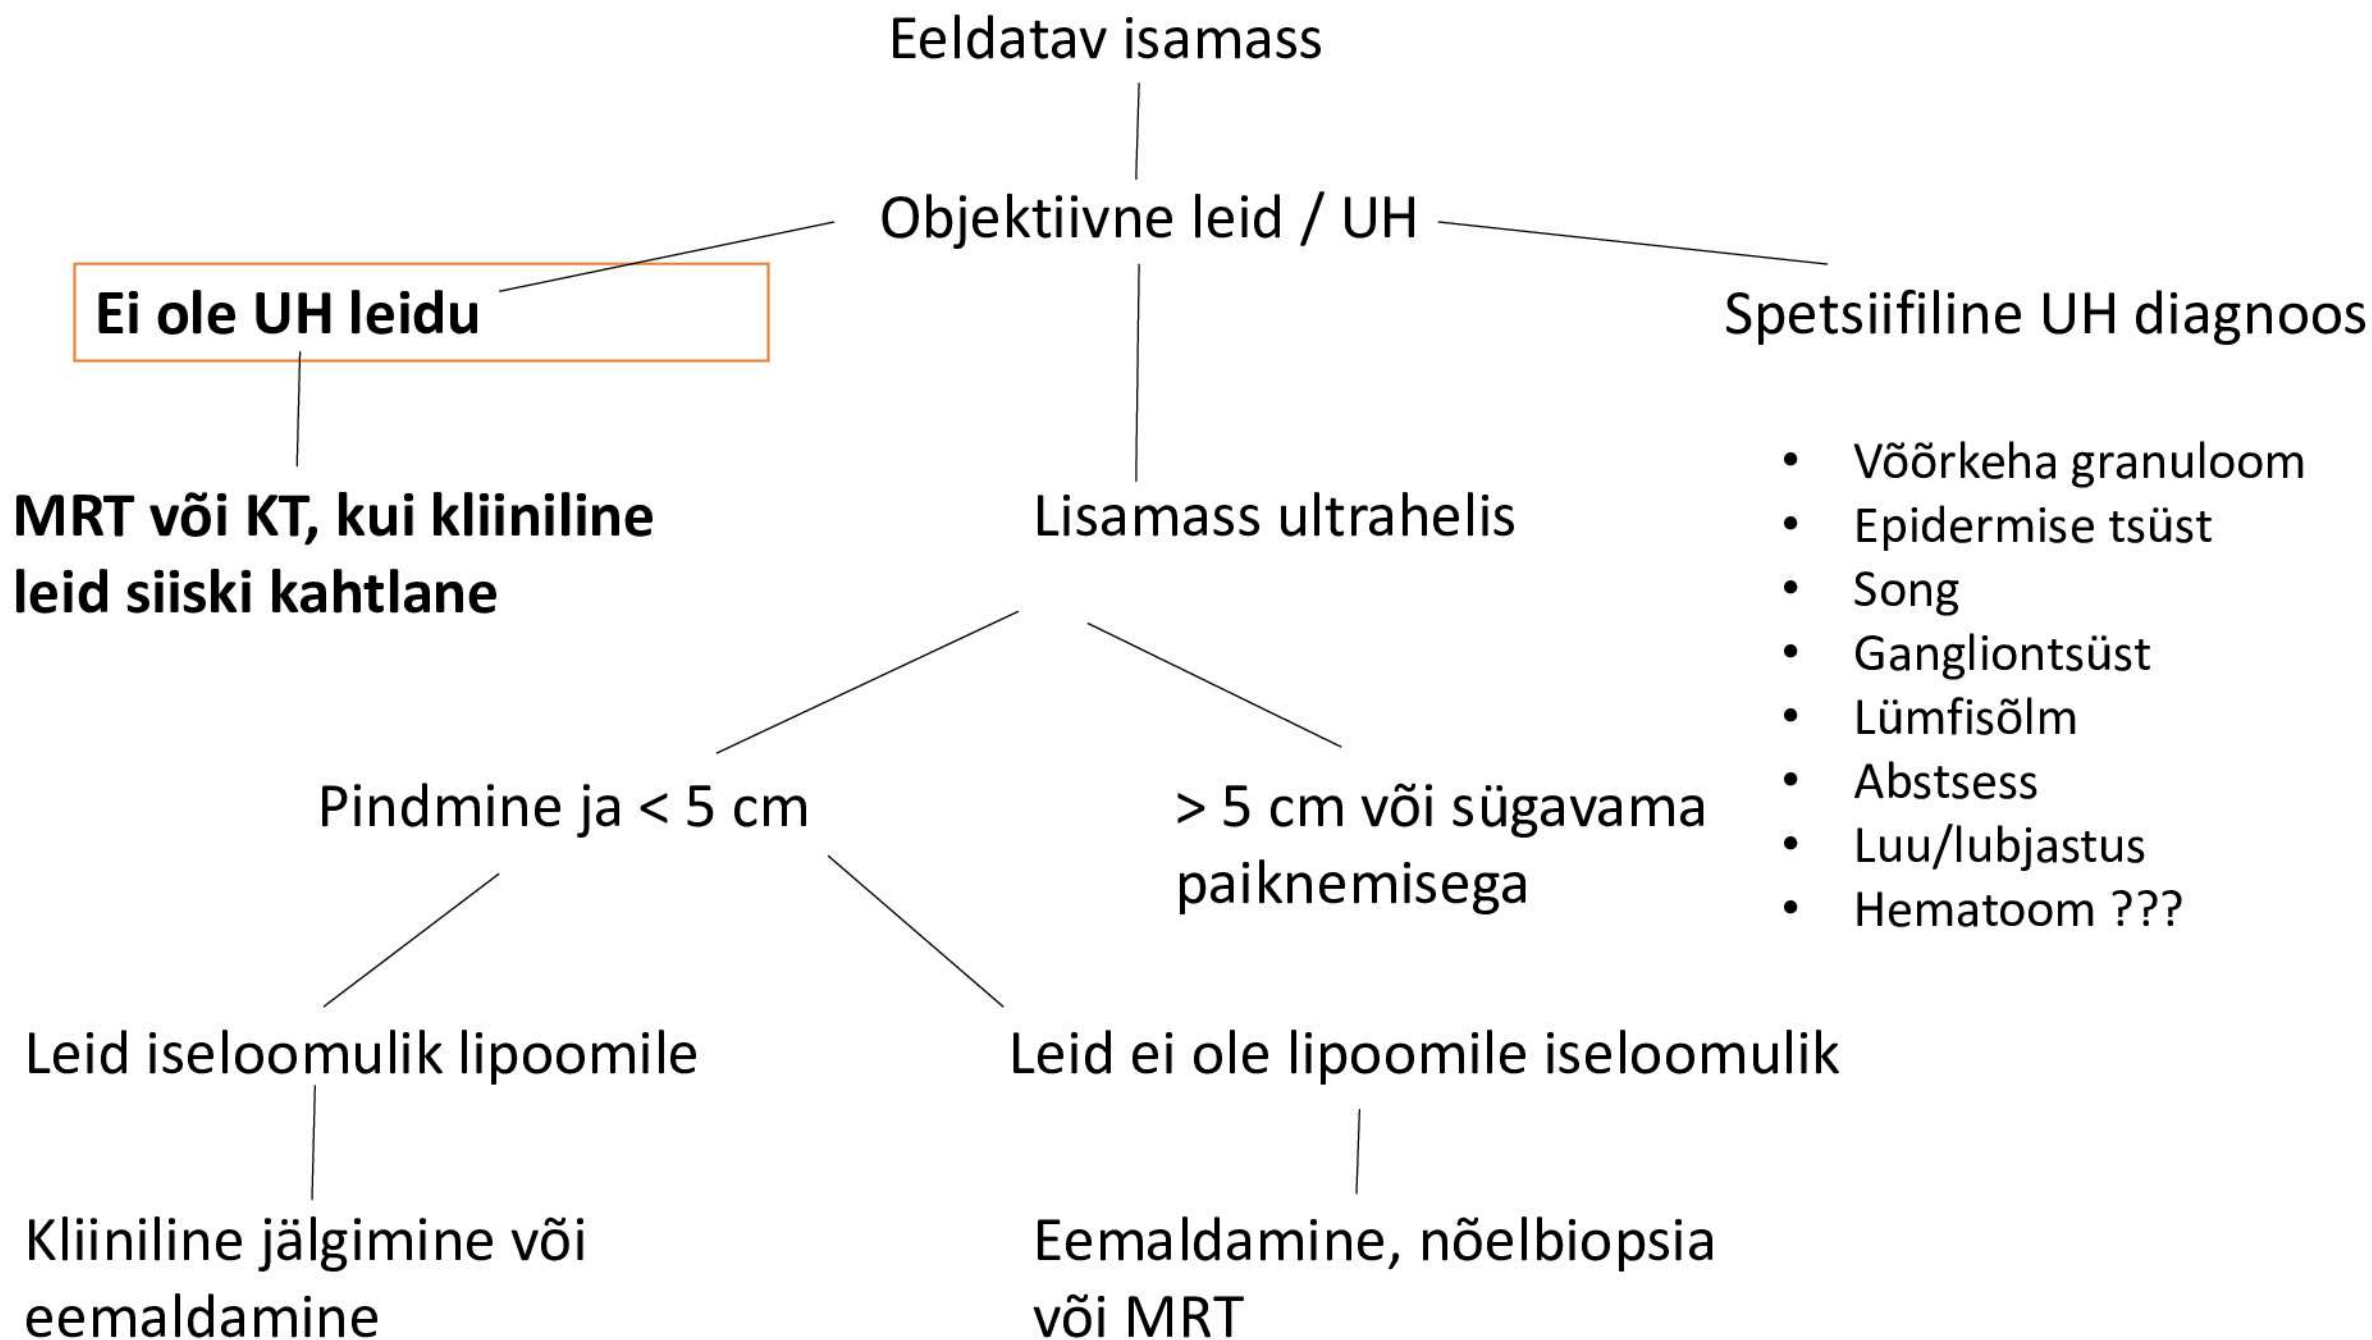 Eeldatav isamass
Objektiivne leid / UH
Ei ole UH leidu
Spetsiifiline UH diagnoos
MRT või KT, kui kliiniline
leid siiski kahtlane
Lisamass ultrahelis
• Võõrkeha granuloom
• Epidermise tsüst
• Song
• Gangliontsüst
• Lümfisõlm
• Abstsess
• Luu/lubjastus
• Hematoom ???
Pindmine ja < 5 cm
> 5 cm või sügavama
paiknemisega
Leid iseloomulik lipoomile
Leid ei ole lipoomile iseloomulik
Kliiniline jälgimine või
eemaldamine
Eemaldamine, nõelbiopsia
või MRT